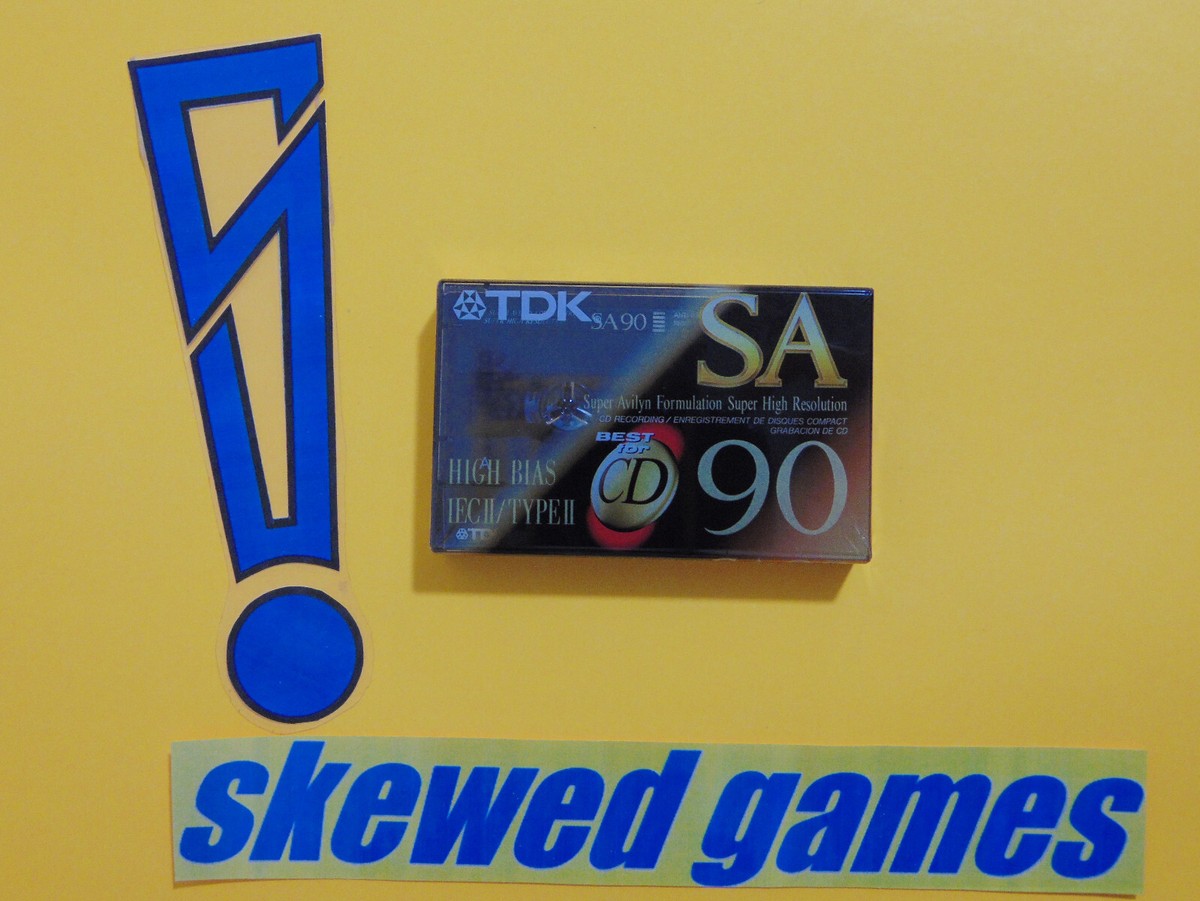 TDK
SA90
SA
Super Avilyn Formulation Super High Resolution
CD RECORDING / ENREGISTREMENT DE DISQUES COMPACT
GRABACION DE CD
BEST
for
CD
90
HIGH BIAS
A
IECII/TYPEII
skewed games